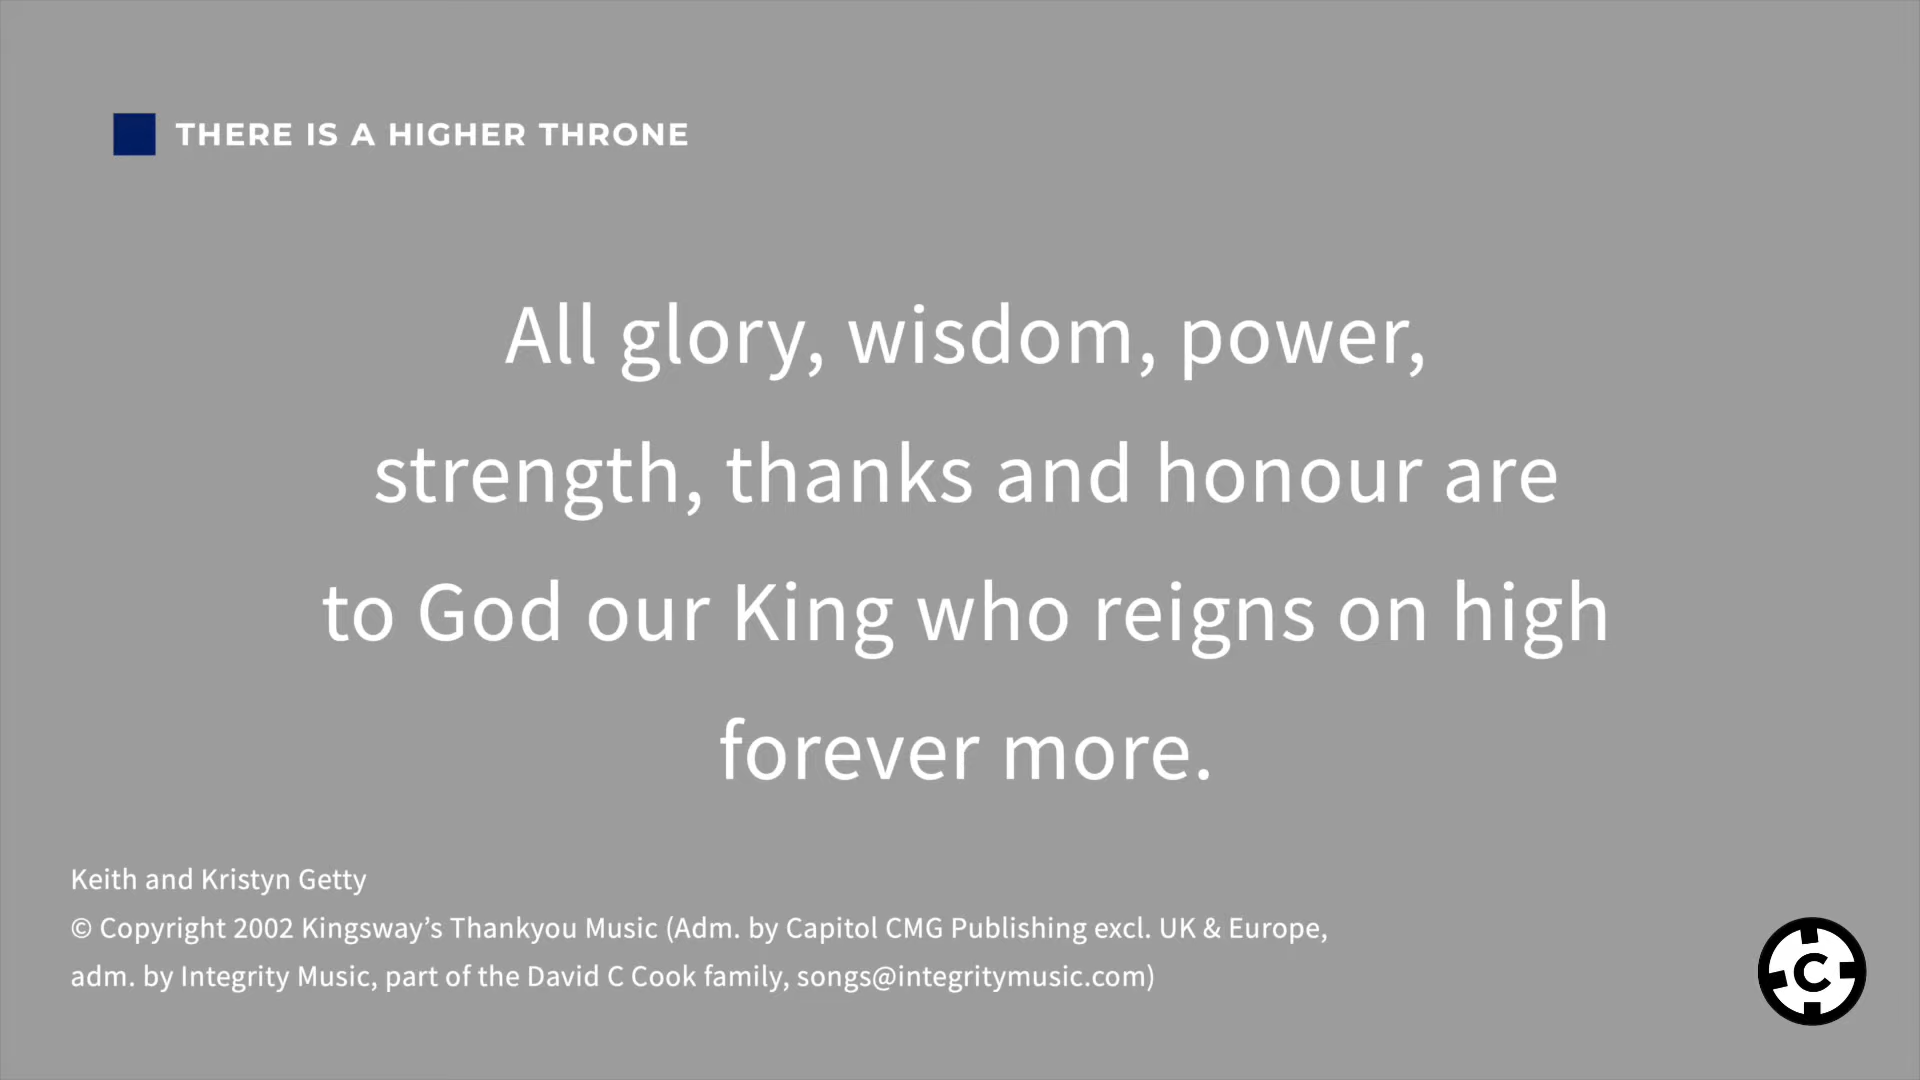 THERE IS A HIGHER THRONE
All glory, wisdom, power,
strength, thanks and honour are
to God our King who reigns on high
forever more.
Keith and Kristyn Getty
© Copyright 2002 Kingsway’s Thankyou Music (Adm. by Capitol CMG Publishing excl. UK & Europe,
adm. by Integrity Music, part of the David C Cook family, songs@integritymusic.com)
C